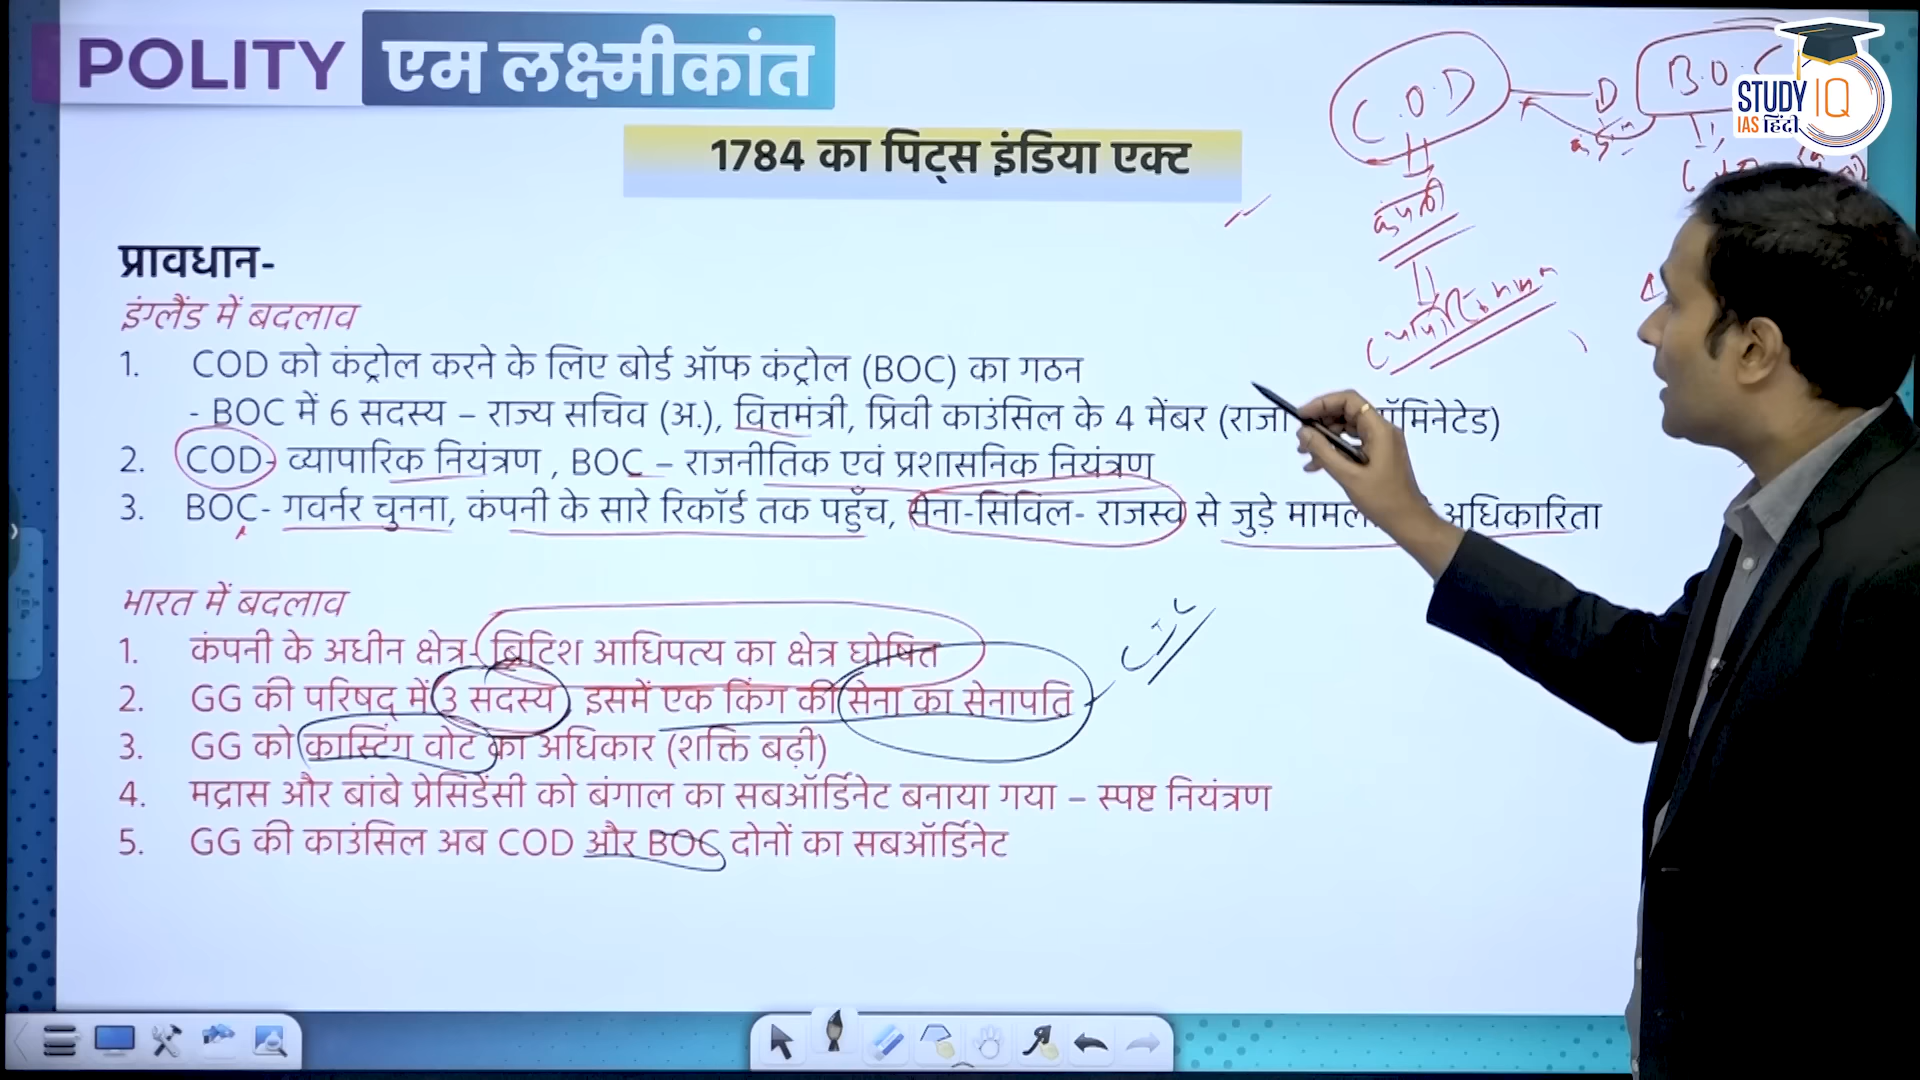 POLITY एम लक्ष्मीकांत
STUDY IQ
IAS हिंदी
C.O.D
B.O.C
1784 का पिट्स इंडिया एक्ट
कंपनी
प्रावधान-
इंग्लैंड में बदलाव
1. COD को कंट्रोल करने के लिए बोर्ड ऑफ कंट्रोल (BOC) का गठन
- BOC में 6 सदस्य – राज्य सचिव (अ.), वित्तमंत्री, प्रिवी काउंसिल के 4 मेंबर (राजा ॉमिनेटेड)
2. COD- व्यापारिक नियंत्रण , BOC – राजनीतिक एवं प्रशासनिक नियंत्रण
3. BOC- गवर्नर चुनना, कंपनी के सारे रिकॉर्ड तक पहुँच, सेना-सिविल- राजस्व से जुड़े मामल अधिकारिता
भारत में बदलाव
1. कंपनी के अधीन क्षेत्र- ब्रिटिश आधिपत्य का क्षेत्र घोषित
2. GG की परिषद् में 3 सदस्य इसमें एक किंग की सेना का सेनापति
3. GG को कास्टिंग वोट का अधिकार (शक्ति बढ़ी)
4. मद्रास और बांबे प्रेसिडेंसी को बंगाल का सबऑर्डिनेट बनाया गया – स्पष्ट नियंत्रण
5. GG की काउंसिल अब COD और BOC दोनों का सबऑर्डिनेट